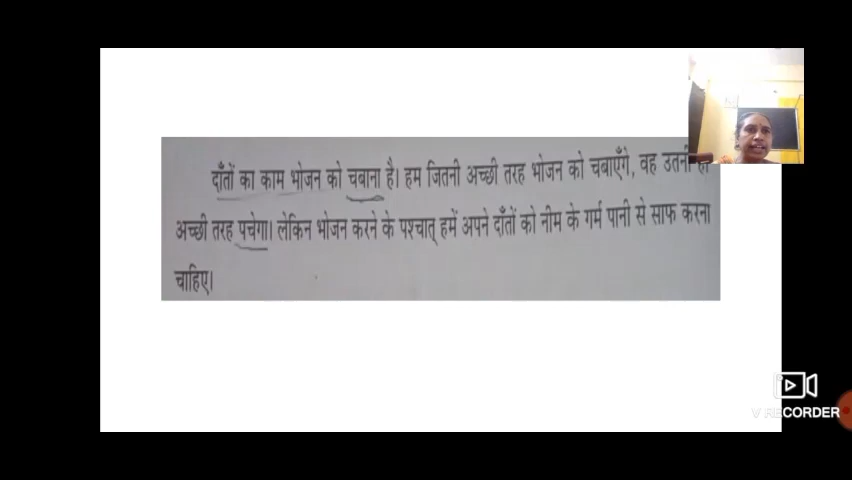 दाँतों का काम भोजन को चबाना है। हम जितनी अच्छी तरह भोजन को चबाएँगे, वह उतनी ही
अच्छी तरह पचेगा। लेकिन भोजन करने के पश्चात् हमें अपने दाँतों को नीम के गर्म पानी से साफ करना
चाहिए।
V RECORDER